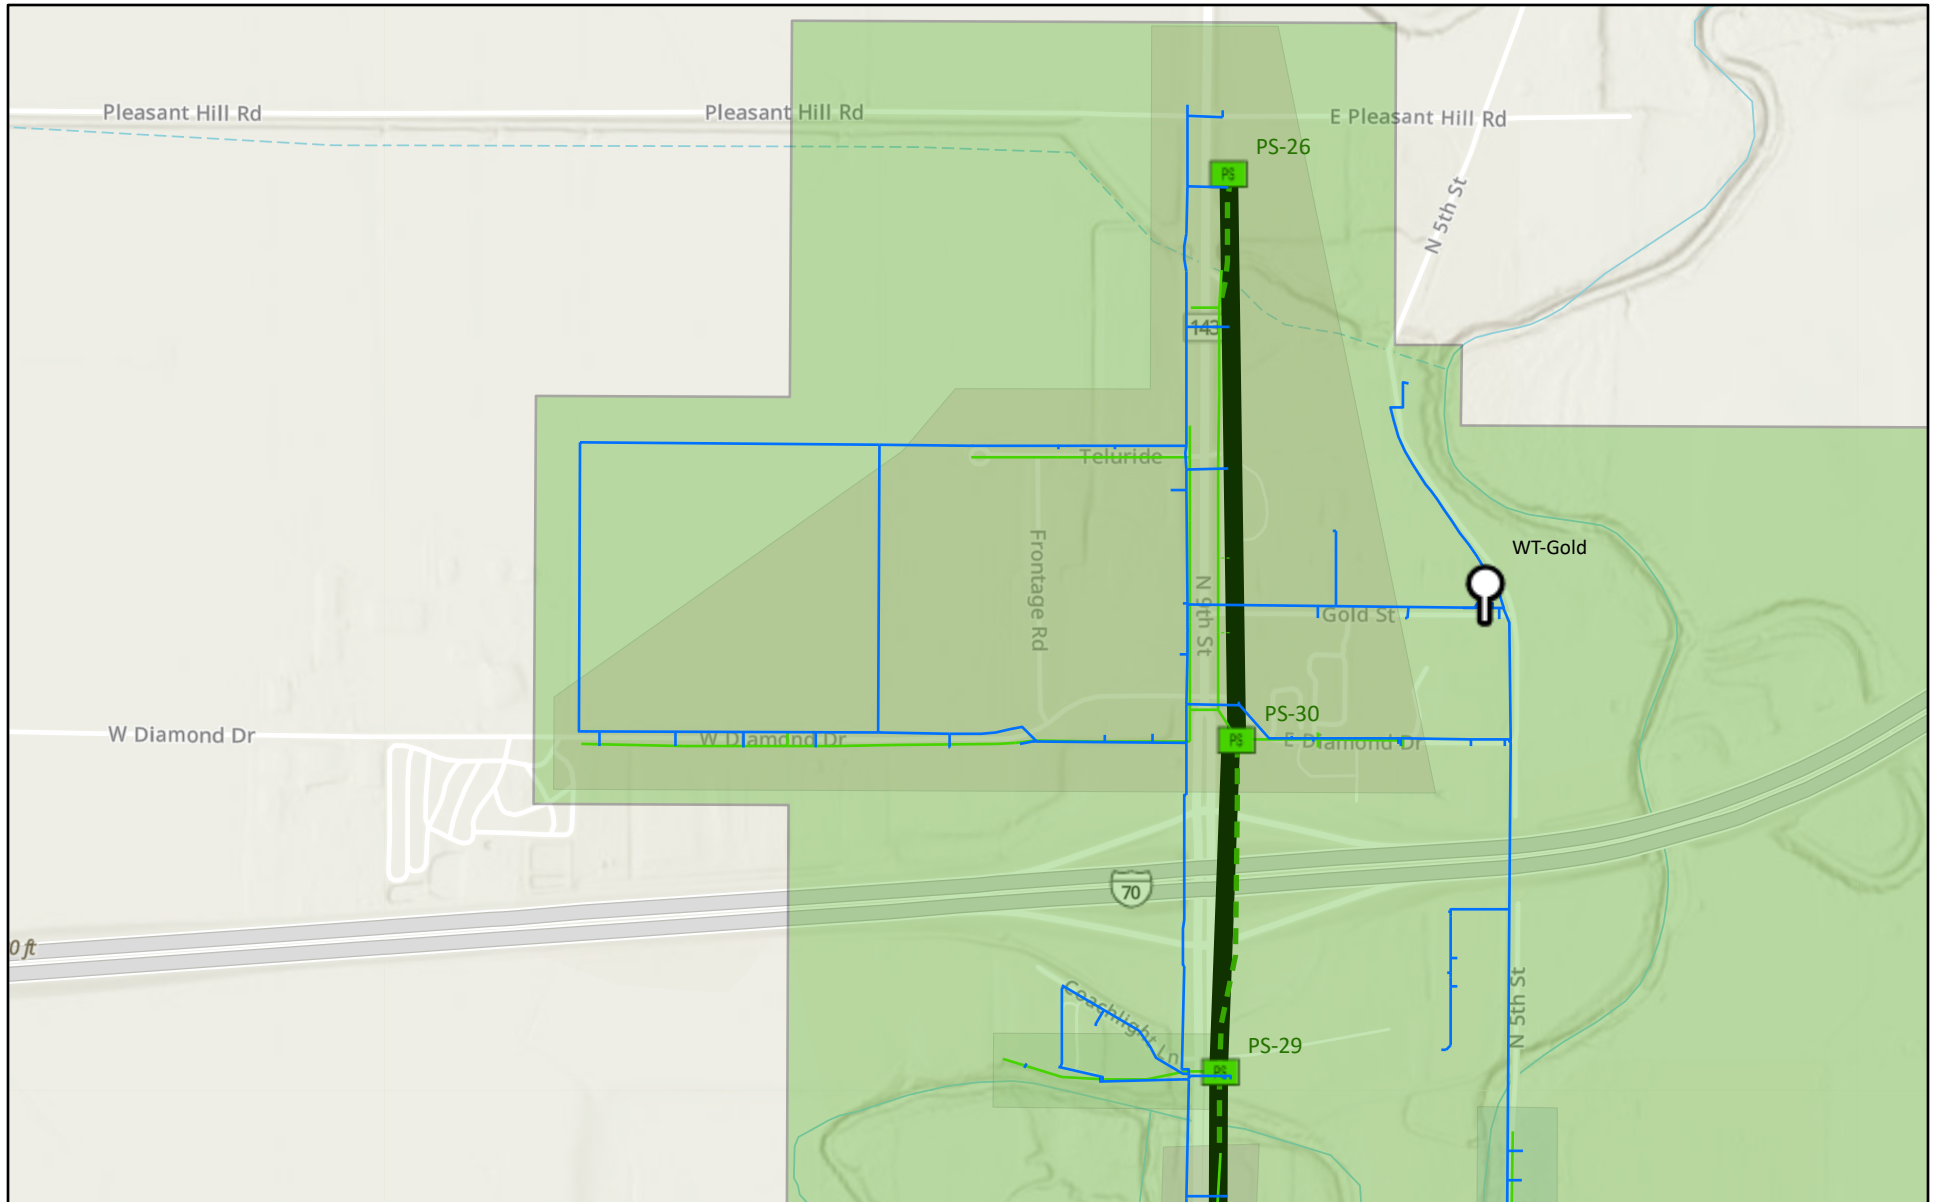 Pleasant Hill Rd
Pleasant Hill Rd
E Pleasant Hill Rd
PS-26
PS
N 5th St
143
Teluride
WT-Gold
Frontage Rd
N 9th St
Gold St
PS-30
W Diamond Dr
W Diamond Dr
PS
E Diamond Dr
70
0 ft
Coachlight Ln
N 5th St
PS-29
PS